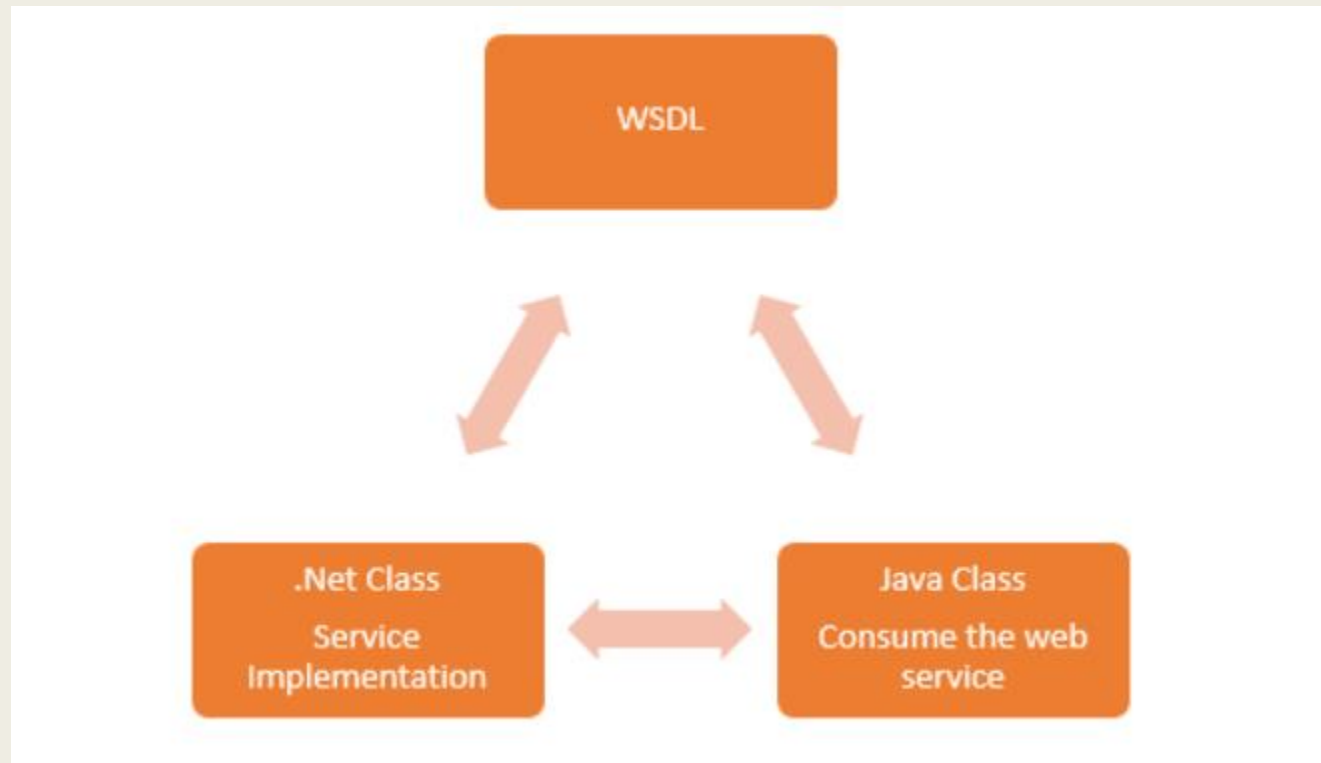 WSDL
.Net Class
Service
Implementation
Java Class
Consume the web
service